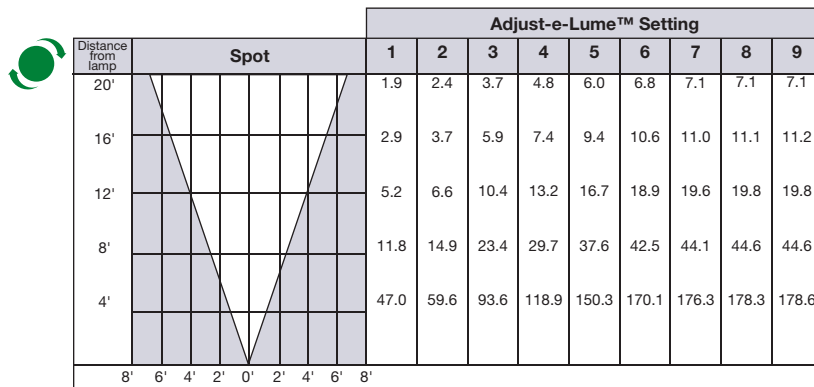 Adjust-e-Lume™ Setting
Distance from lamp Spot 1 2 3 4 5 6 7 8 9
20' 1.9 2.4 3.7 4.8 6.0 6.8 7.1 7.1 7.1
16' 2.9 3.7 5.9 7.4 9.4 10.6 11.0 11.1 11.2
12' 5.2 6.6 10.4 13.2 16.7 18.9 19.6 19.8 19.8
8' 11.8 14.9 23.4 29.7 37.6 42.5 44.1 44.6 44.6
4' 47.0 59.6 93.6 118.9 150.3 170.1 176.3 178.3 178.6
8' 6' 4' 2' 0' 2' 4' 6' 8'